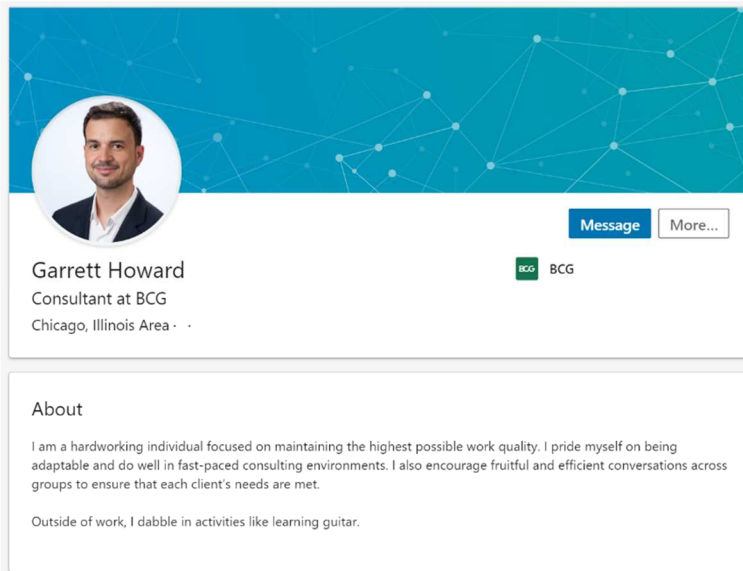 Message
More...
Garrett Howard
BCG
BCG
Consultant at BCG
Chicago, Illinois Area · ·
About
I am a hardworking individual focused on maintaining the highest possible work quality. I pride myself on being
adaptable and do well in fast-paced consulting environments. I also encourage fruitful and efficient conversations across
groups to ensure that each client's needs are met.
Outside of work, I dabble in activities like learning guitar.